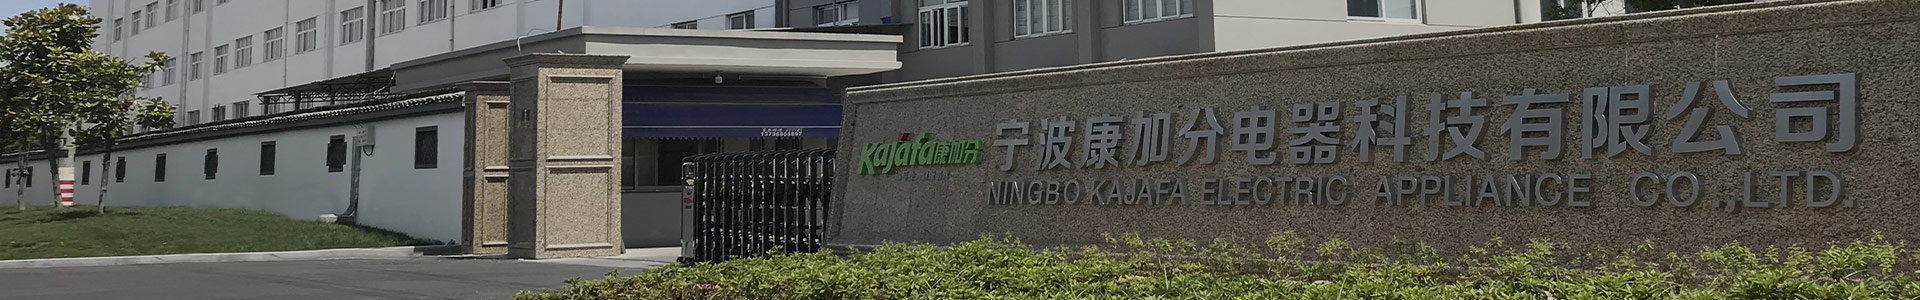 Kajafa康加分
宁波康加分电器科技有限公司
NINGBO KAJAFA ELECTRIC APPLIANCE CO.,LTD.